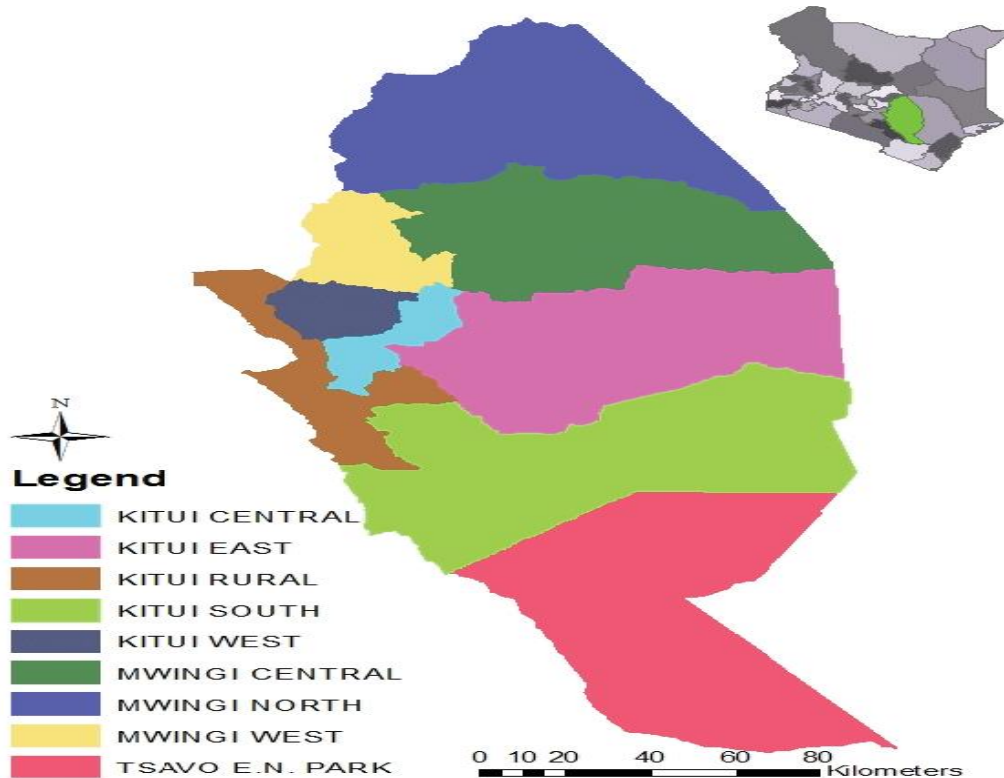 N
Legend
KITUI CENTRAL
KITUI EAST
KITUI RURAL
KITUI SOUTH
KITUI WEST
MWINGI CENTRAL
MWINGI NORTH
MWINGI WEST
TSAVO E.N. PARK
0 10 20 40 60 80
Kilometers